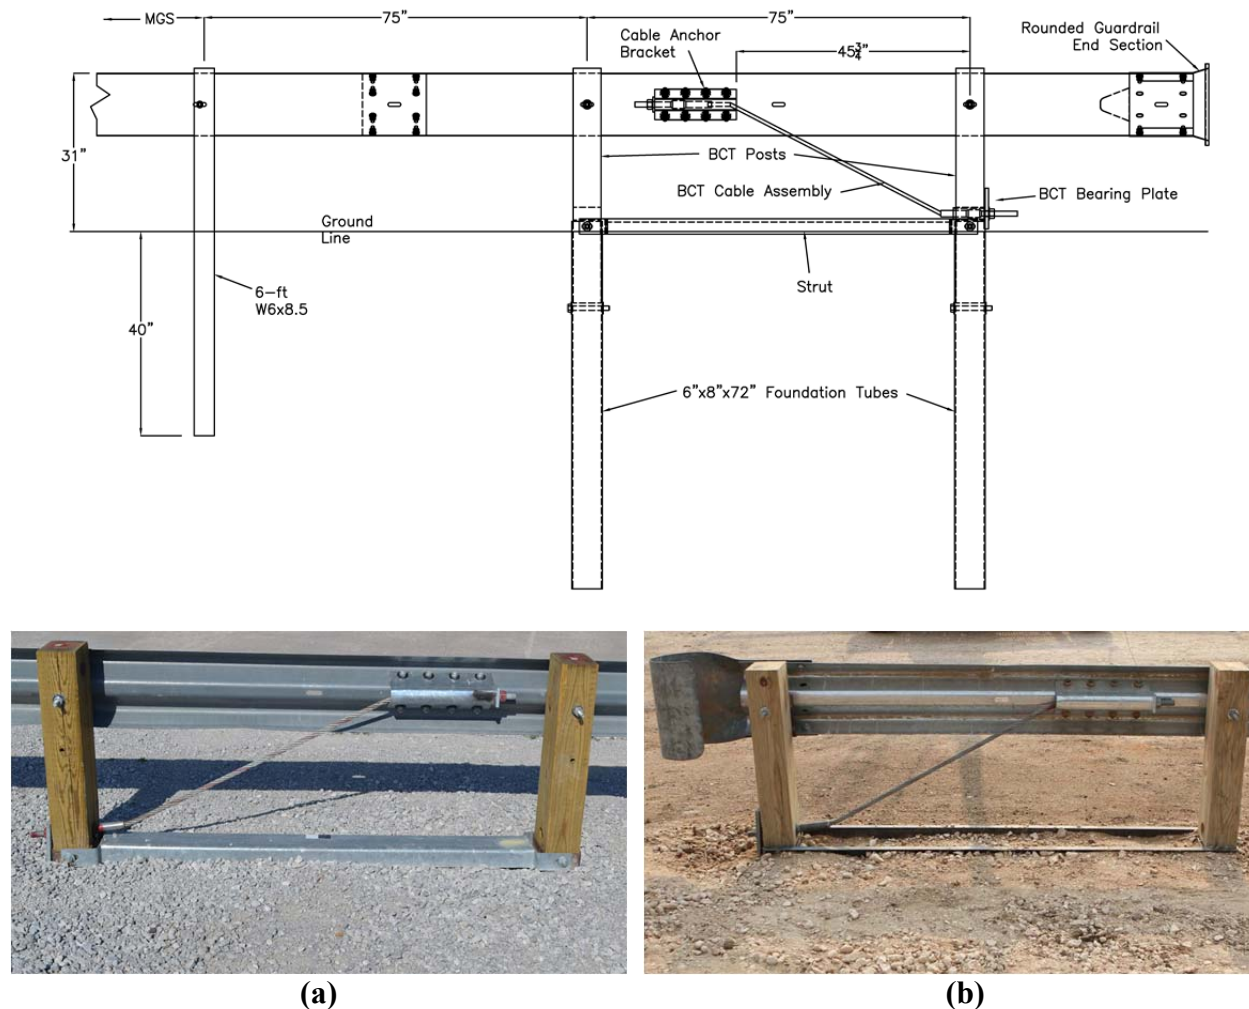 MGS
75"
75"
Cable Anchor
Bracket
45¾"
Rounded Guardrail
End Section
31"
BCT Posts
BCT Cable Assembly
BCT Bearing Plate
Ground
Line
Strut
6-ft
W6x8.5
40"
6"x8"x72" Foundation Tubes
(a)
(b)